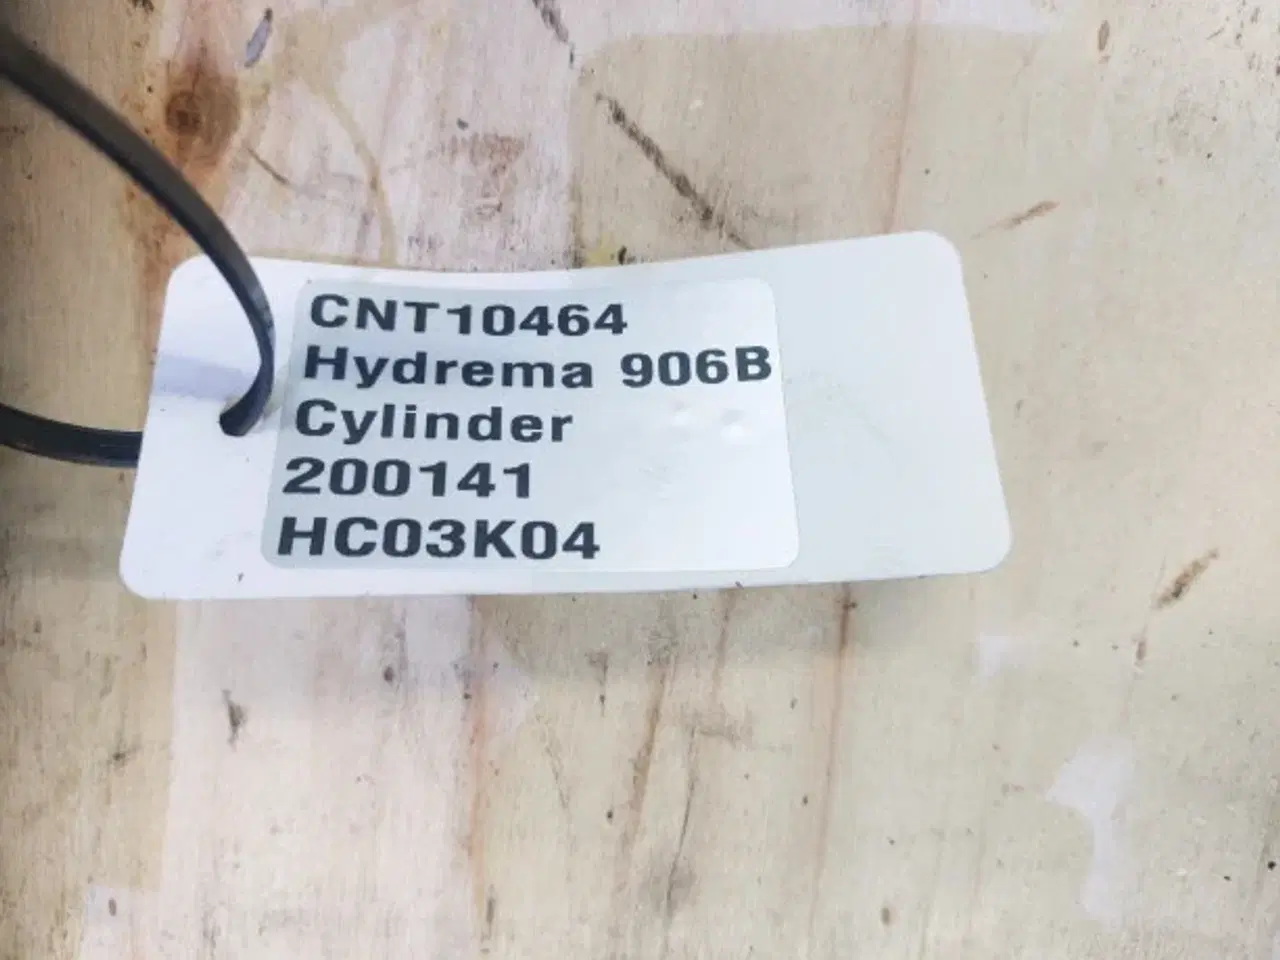 CNT10464
Hydrema 906B
Cylinder
200141
HC03K04